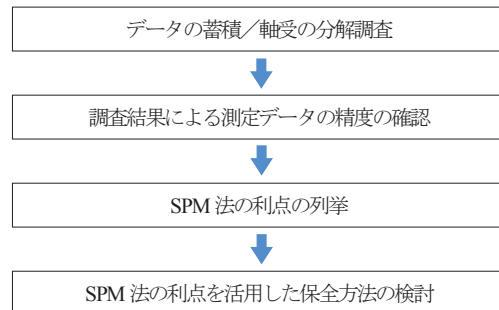 データの蓄積／軸受の分解調査
調査結果による測定データの精度の確認
SPM 法の利点の列挙
SPM 法の利点を活用した保全方法の検討